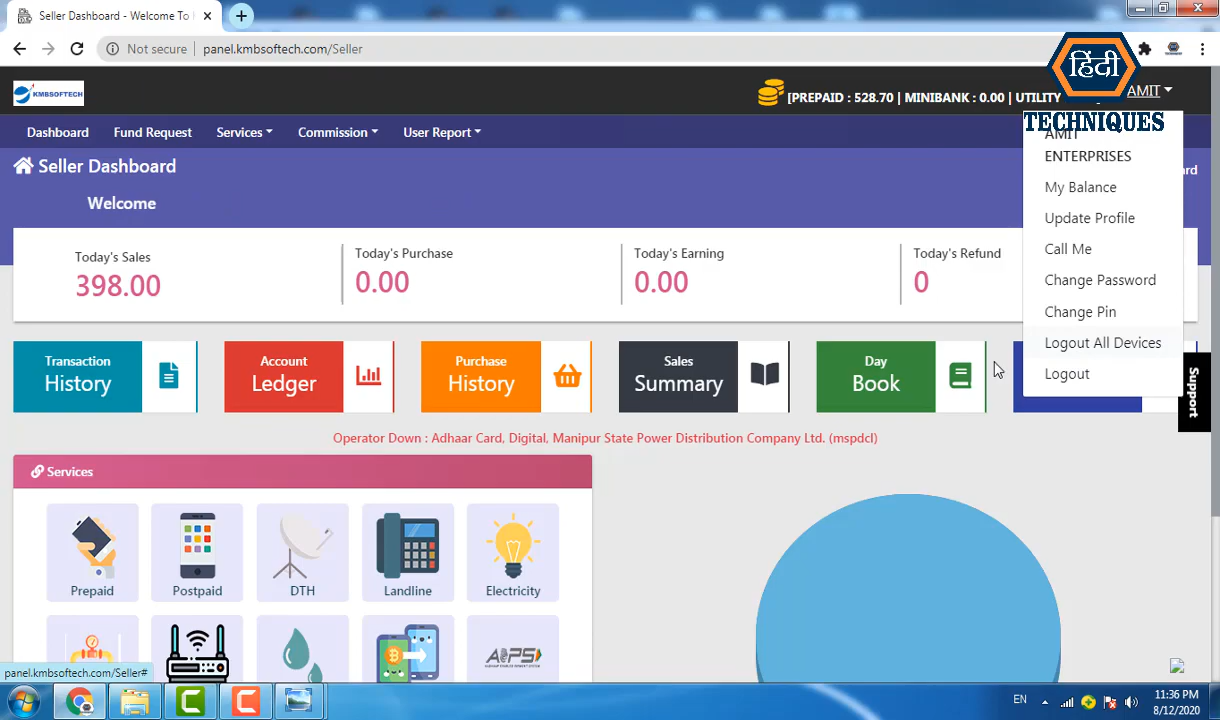 Seller Dashboard - Welcome To
Not secure | panel.kmbsoftech.com/Seller
हिंदी
TECHNIQUES
KMBSOFTECH
[PREPAID : 528.70 | MINIBANK : 0.00 | UTILITY
AMIT
Dashboard Fund Request Services Commission User Report
AMIT
ENTERPRISES
My Balance
Update Profile
Call Me
Change Password
Change Pin
Logout All Devices
Logout
Seller Dashboard
Welcome
Today's Sales
398.00
Today's Purchase
0.00
Today's Earning
0.00
Today's Refund
0
Transaction
History
Account
Ledger
Purchase
History
Sales
Summary
Day
Book
Support
Operator Down : Adhaar Card, Digital, Manipur State Power Distribution Company Ltd. (mspdcl)
Services
Prepaid
Postpaid
DTH
Landline
Electricity
AePS
panel.kmbsoftech.com/Seller#
EN
11:36 PM
8/12/2020